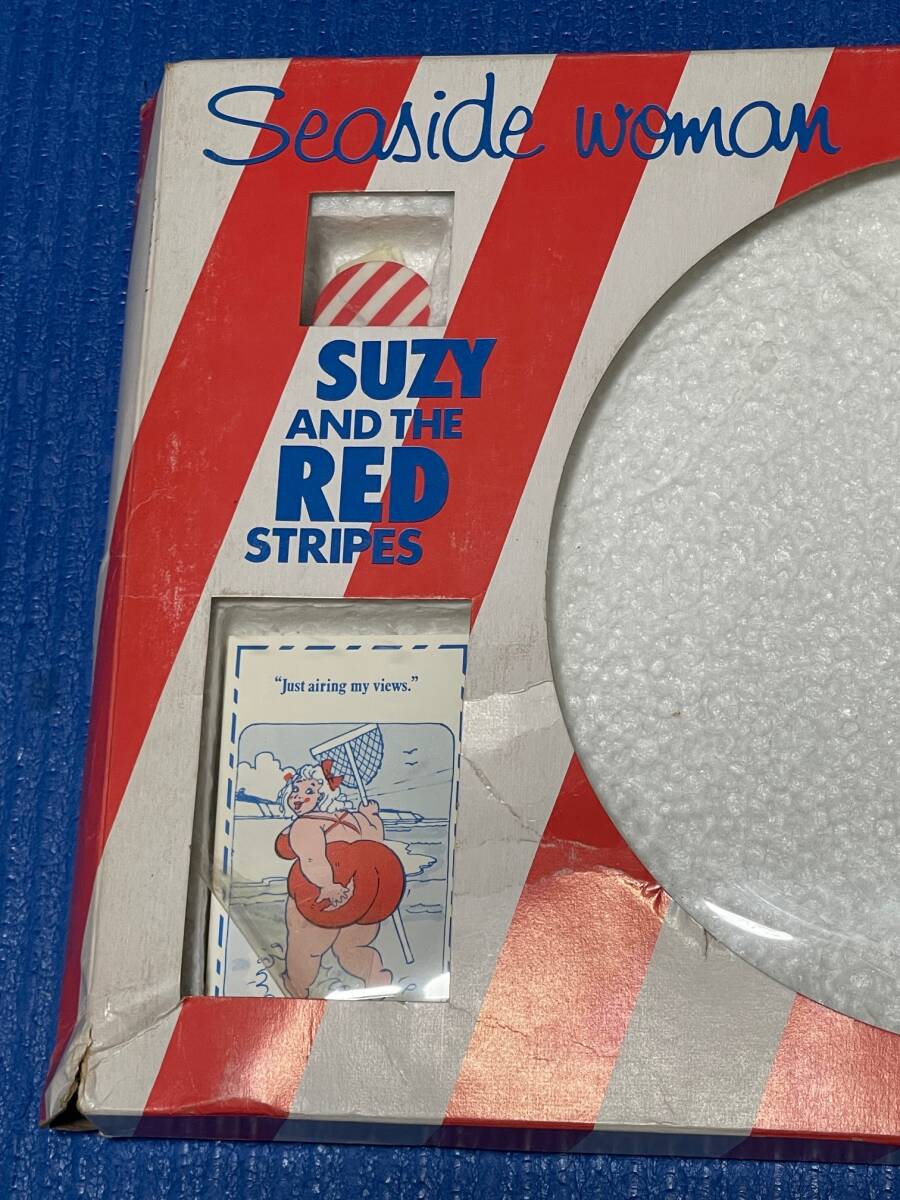 Seaside woman
SUZY
AND THE
RED
STRIPES
“Just airing my views.”